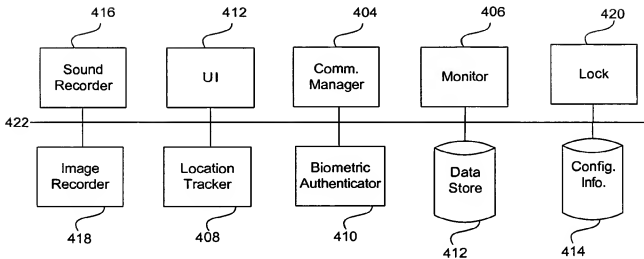 416
412
404
406
420
Sound
Recorder
UI
Comm.
Manager
Monitor
Lock
422
Image
Recorder
Location
Tracker
Biometric
Authenticator
Data
Store
Config.
Info.
418
408
410
412
414